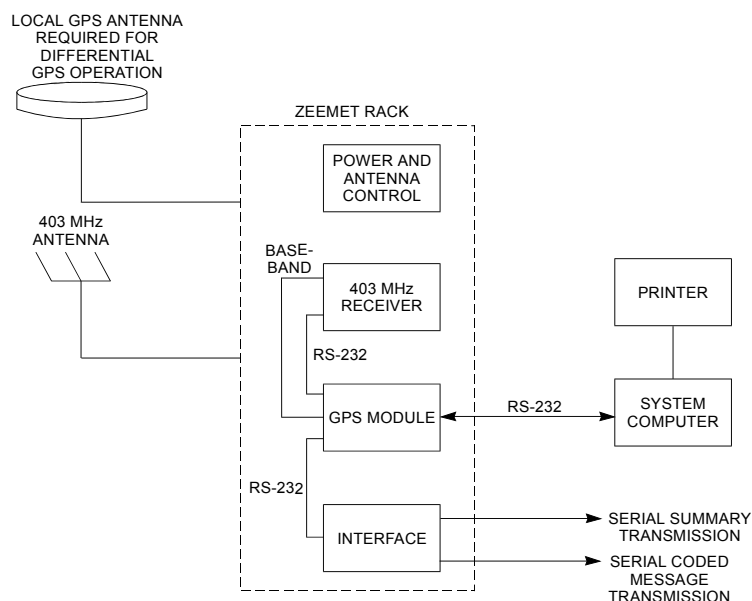 LOCAL GPS ANTENNA
REQUIRED FOR
DIFFERENTIAL
GPS OPERATION
ZEEMET RACK
POWER AND
ANTENNA
CONTROL
403 MHz
ANTENNA
BASE-
BAND
403 MHz
RECEIVER
PRINTER
RS-232
GPS MODULE
RS-232
SYSTEM
COMPUTER
RS-232
INTERFACE
SERIAL SUMMARY
TRANSMISSION
SERIAL CODED
MESSAGE
TRANSMISSION